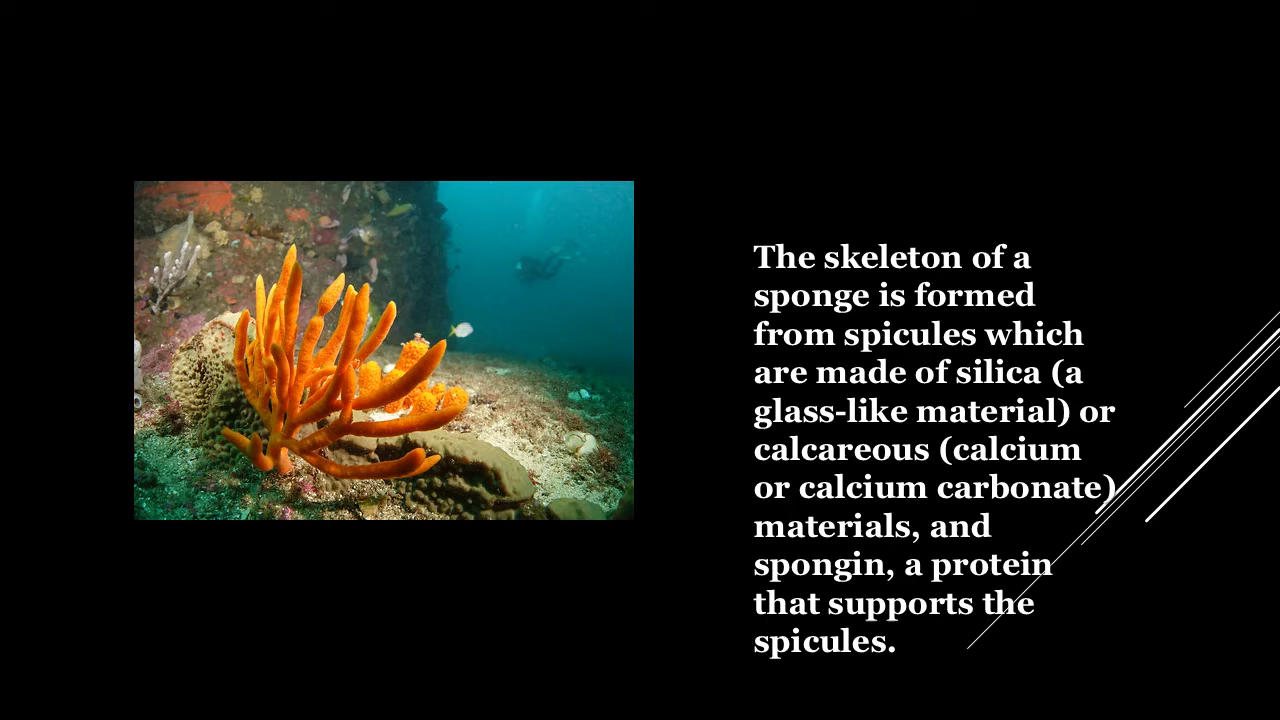 The skeleton of a
sponge is formed
from spicules which
are made of silica (a
glass-like material) or
calcareous (calcium
or calcium carbonate)
materials, and
spongin, a protein
that supports the
spicules.